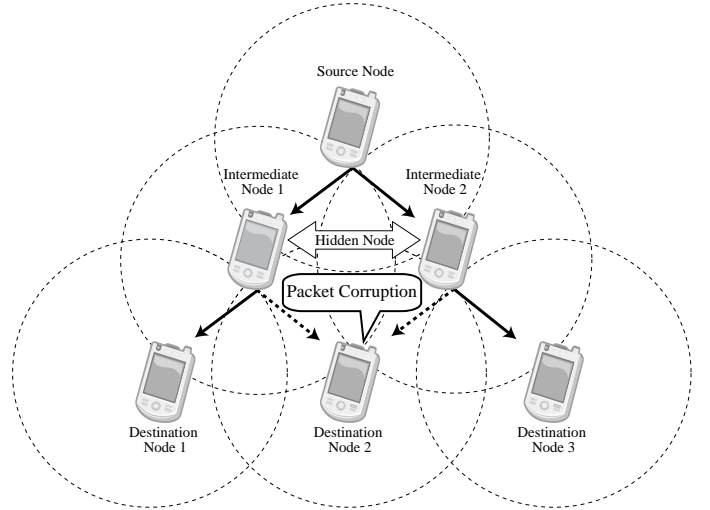 Source Node
Intermediate
Node 1
Intermediate
Node 2
Hidden Node
Packet Corruption
Destination
Node 1
Destination
Node 2
Destination
Node 3